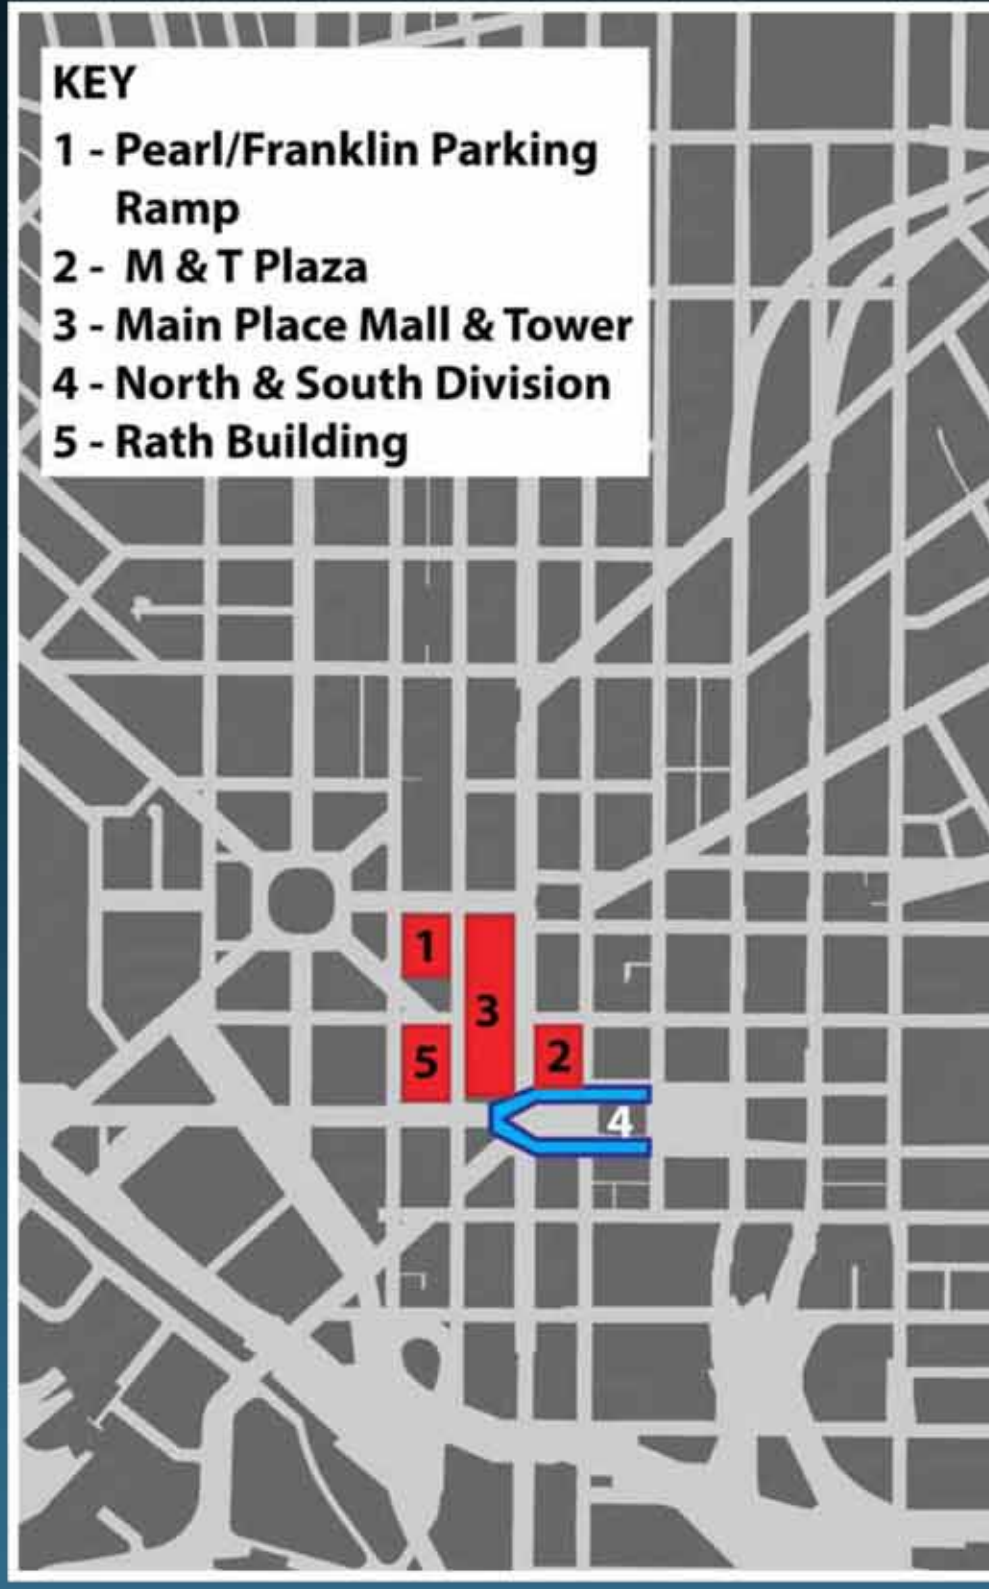 KEY
1 - Pearl/Franklin Parking
Ramp
2 - M & T Plaza
3 - Main Place Mall & Tower
4 - North & South Division
5 - Rath Building
1
3
5
2
4